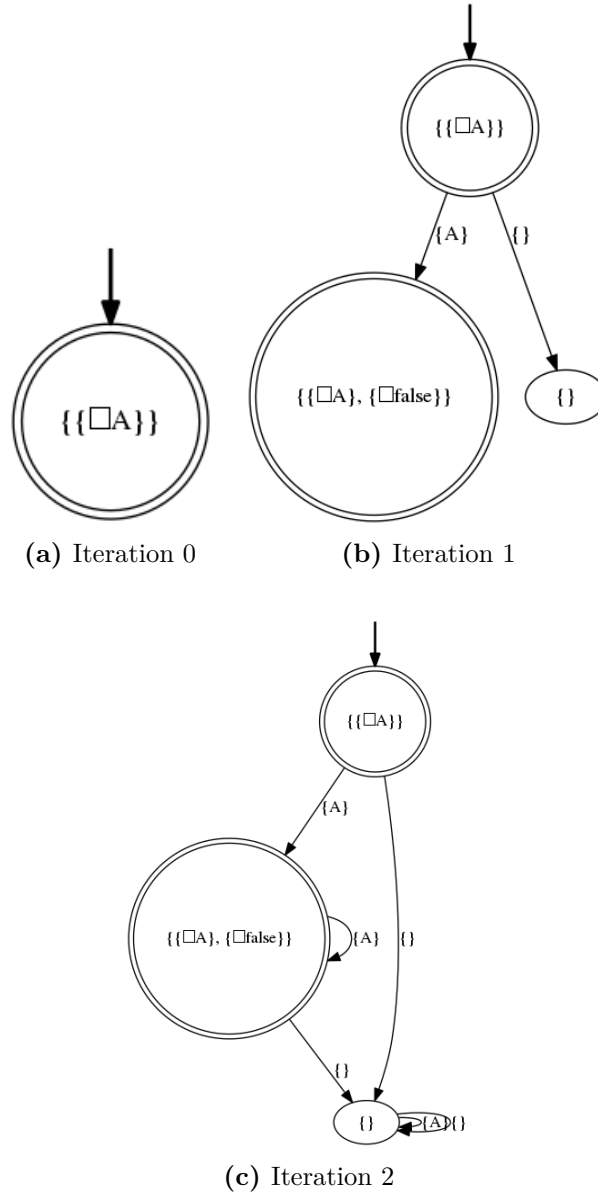 {{□A}}
(a) Iteration 0
{{□A}}
{A}
{}
{{□A}, {□false}}
{}
(b) Iteration 1
{{□A}}
{A}
{{□A}, {□false}}
{A}
{}
{}
{}
{A}
{}
(c) Iteration 2